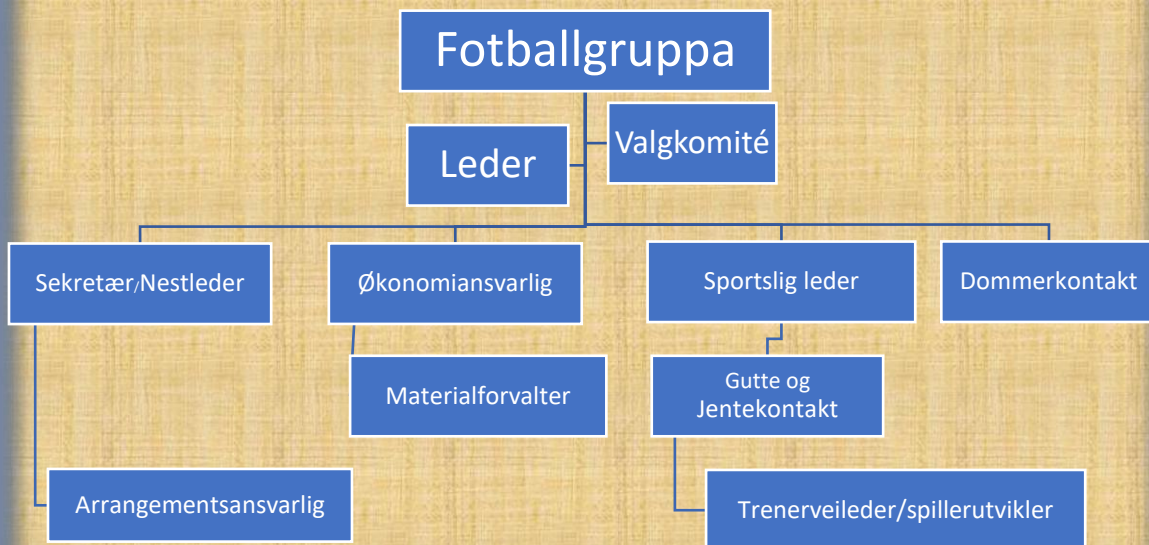 Fotballgruppa
Valgkomité
Leder
Sekretær/Nestleder
Økonomiansvarlig
Sportslig leder
Dommerkontakt
Materialforvalter
Gutte og
Jentekontakt
Arrangementsansvarlig
Trenerveileder/spillerutvikler